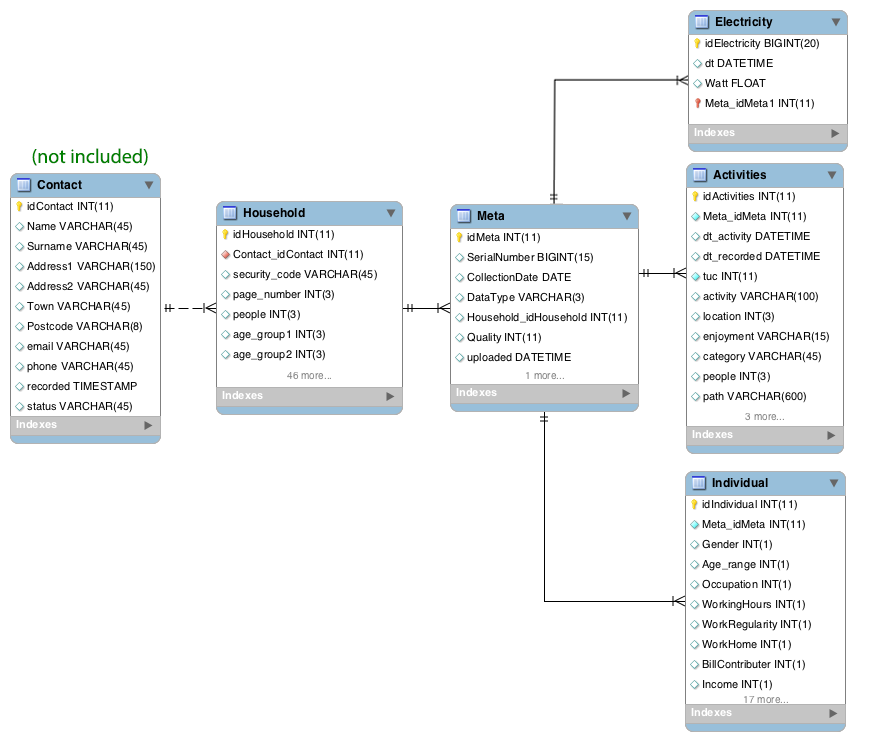 (not included)
Contact
idContact INT(11)
Name VARCHAR(45)
Surname VARCHAR(45)
Address1 VARCHAR(150)
Address2 VARCHAR(45)
Town VARCHAR(45)
Postcode VARCHAR(8)
email VARCHAR(45)
phone VARCHAR(45)
recorded TIMESTAMP
status VARCHAR(45)
Indexes
Household
idHousehold INT(11)
Contact_idContact INT(11)
security_code VARCHAR(45)
page_number INT(3)
people INT(3)
age_group1 INT(3)
age_group2 INT(3)
46 more...
Indexes
Meta
idMeta INT(11)
SerialNumber BIGINT(15)
CollectionDate DATE
DataType VARCHAR(3)
Household_idHousehold INT(11)
Quality INT(11)
uploaded DATETIME
1 more...
Indexes
Electricity
idElectricity BIGINT(20)
dt DATETIME
Watt FLOAT
Meta_idMeta1 INT(11)
Indexes
Activities
idActivities INT(11)
Meta_idMeta INT(11)
dt_activity DATETIME
dt_recorded DATETIME
tuc INT(11)
activity VARCHAR(100)
location INT(3)
enjoyment VARCHAR(15)
category VARCHAR(45)
people INT(3)
path VARCHAR(600)
3 more...
Indexes
Individual
idIndividual INT(11)
Meta_idMeta INT(11)
Gender INT(1)
Age_range INT(1)
Occupation INT(1)
WorkingHours INT(1)
WorkRegularity INT(1)
WorkHome INT(1)
BillContributer INT(1)
Income INT(1)
17 more...
Indexes